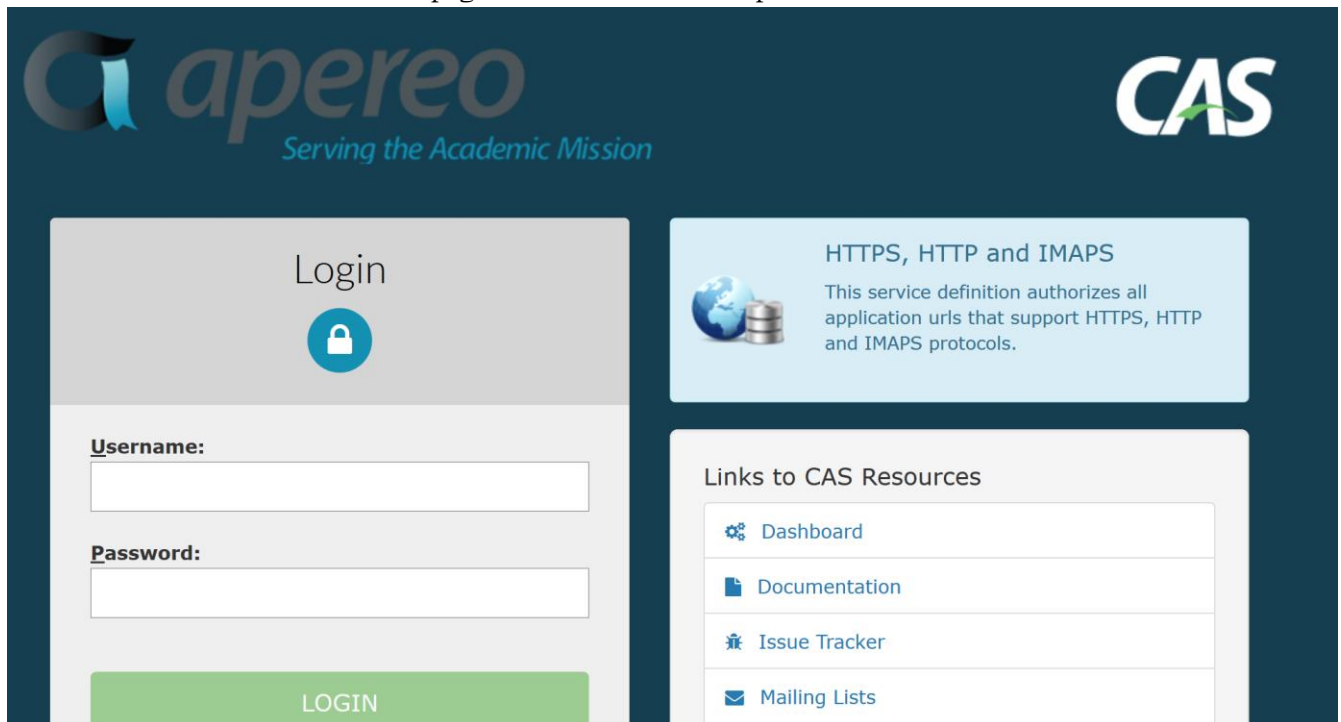 apereo
Serving the Academic Mission
CAS
Login
Username:
Password:
LOGIN
HTTPS, HTTP and IMAPS
This service definition authorizes all
application urls that support HTTPS, HTTP
and IMAPS protocols.
Links to CAS Resources
Dashboard
Documentation
Issue Tracker
Mailing Lists